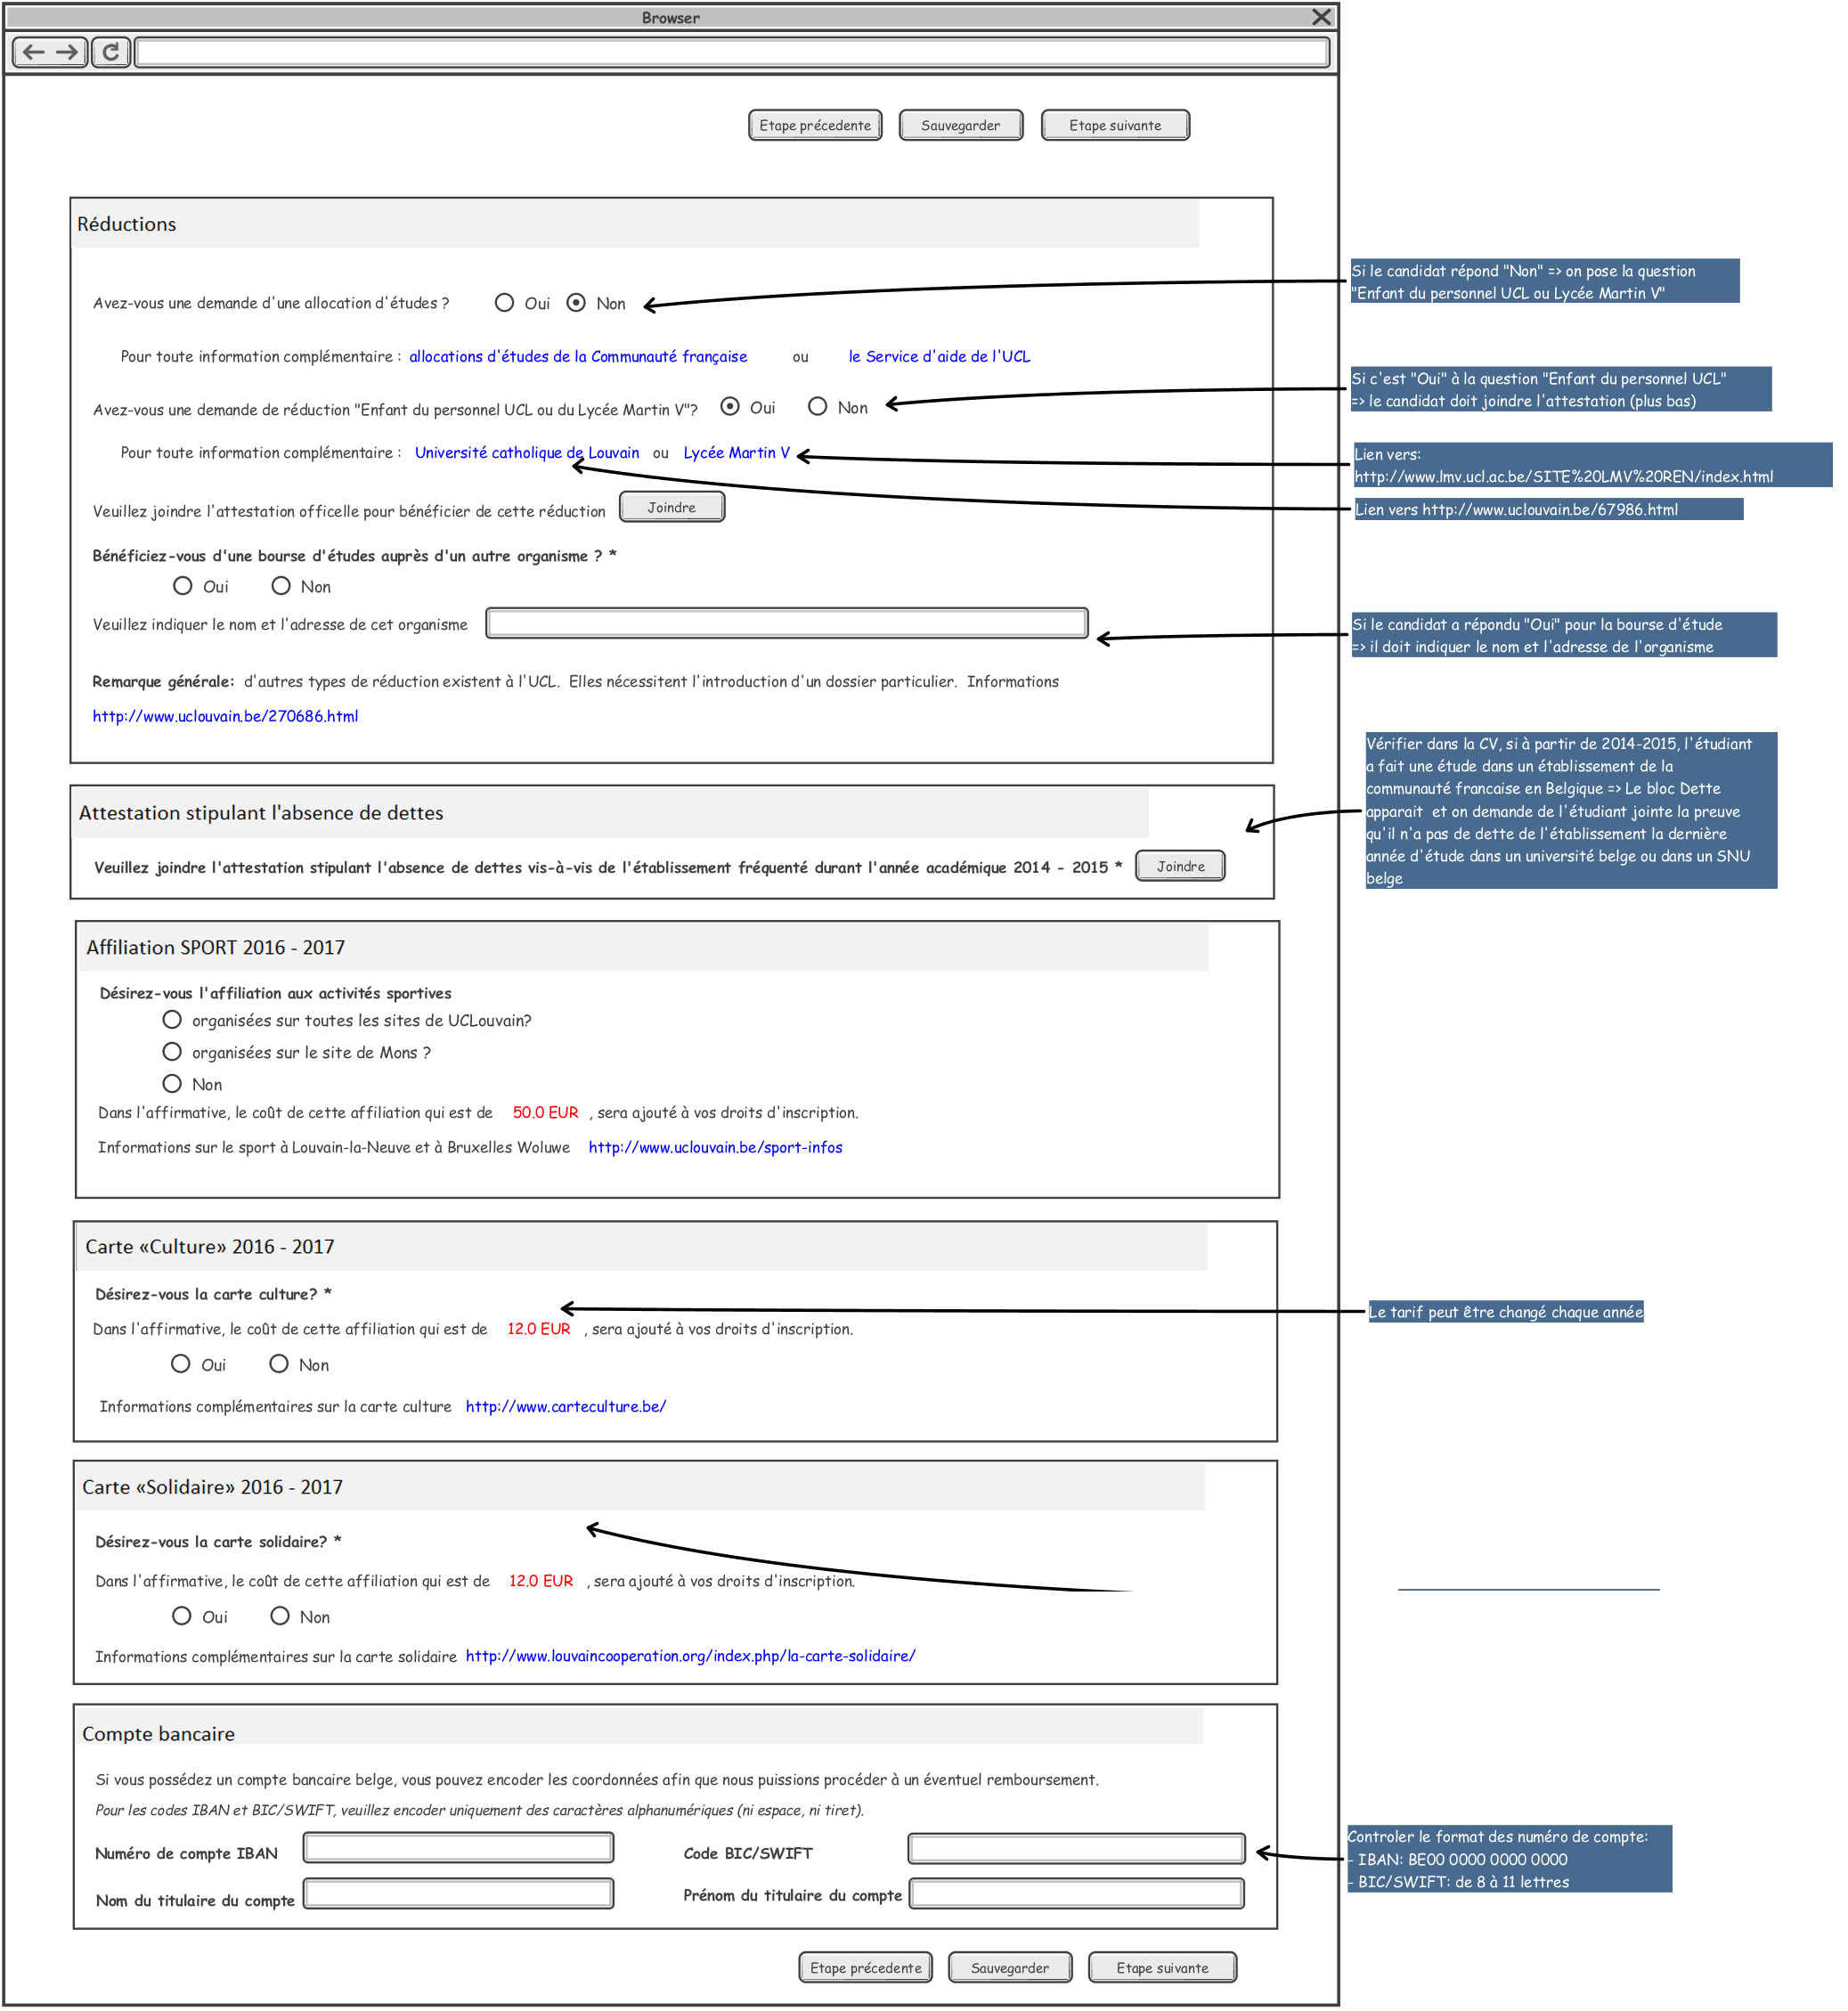 Browser
Etape précedente
Sauvegarder
Etape suivante
Réductions
Avez-vous une demande d'une allocation d'études ?
Oui
Non
Si le candidat répond "Non" => on pose la question
"Enfant du personnel UCL ou Lycée Martin V"
Pour toute information complémentaire : allocations d'études de la Communauté française ou le Service d'aide de l'UCL
Avez-vous une demande de réduction "Enfant du personnel UCL ou du Lycée Martin V"?
Oui
Non
Si c'est "Oui" à la question "Enfant du personnel UCL"
=> le candidat doit joindre l'attestation (plus bas)
Pour toute information complémentaire : Université catholique de Louvain ou Lycée Martin V
Lien vers:
http://www.lmv.ucl.ac.be/SITE%20LMV%20REN/index.html
Lien vers http://www.uclouvain.be/67986.html
Veuillez joindre l'attestation officelle pour bénéficier de cette réduction
Joindre
Bénéficiez-vous d'une bourse d'études auprès d'un autre organisme ? *
Oui
Non
Veuillez indiquer le nom et l'adresse de cet organisme
Si le candidat a répondu "Oui" pour la bourse d'étude
=> il doit indiquer le nom et l'adresse de l'organisme
Remarque générale: d'autres types de réduction existent à l'UCL. Elles nécessitent l'introduction d'un dossier particulier. Informations
http://www.uclouvain.be/270686.html
Attestation stipulant l'absence de dettes
Veuillez joindre l'attestation stipulant l'absence de dettes vis-à-vis de l'établissement fréquenté durant l'année académique 2014 - 2015 *
Joindre
Vérifier dans la CV, si à partir de 2014-2015, l'étudiant
a fait une étude dans un établissement de la
communauté francaise en Belgique => Le bloc Dette
apparait et on demande de l'étudiant jointe la preuve
qu'il n'a pas de dette de l'établissement la dernière
année d'étude dans un université belge ou dans un SNU
belge
Affiliation SPORT 2016 - 2017
Désirez-vous l'affiliation aux activités sportives
organisées sur toutes les sites de UCLouvain?
organisées sur le site de Mons ?
Non
Dans l'affirmative, le coût de cette affiliation qui est de 50.0 EUR , sera ajouté à vos droits d'inscription.
Informations sur le sport à Louvain-la-Neuve et à Bruxelles Woluwe http://www.uclouvain.be/sport-infos
Carte «Culture» 2016 - 2017
Désirez-vous la carte culture? *
Le tarif peut être changé chaque année
Dans l'affirmative, le coût de cette affiliation qui est de 12.0 EUR , sera ajouté à vos droits d'inscription.
Oui
Non
Informations complémentaires sur la carte culture http://www.carteculture.be/
Carte «Solidaire» 2016 - 2017
Désirez-vous la carte solidaire? *
Dans l'affirmative, le coût de cette affiliation qui est de 12.0 EUR , sera ajouté à vos droits d'inscription.
Oui
Non
Informations complémentaires sur la carte solidaire http://www.louvaincooperation.org/index.php/la-carte-solidaire/
Compte bancaire
Si vous possédez un compte bancaire belge, vous pouvez encoder les coordonnées afin que nous puissions procéder à un éventuel remboursement.
Pour les codes IBAN et BIC/SWIFT, veuillez encoder uniquement des caractères alphanumériques (ni espace, ni tiret).
Numéro de compte IBAN
Code BIC/SWIFT
Nom du titulaire du compte
Prénom du titulaire du compte
Controler le format des numéro de compte:
- IBAN: BE00 0000 0000 0000
- BIC/SWIFT: de 8 à 11 lettres
Etape précedente
Sauvegarder
Etape suivante